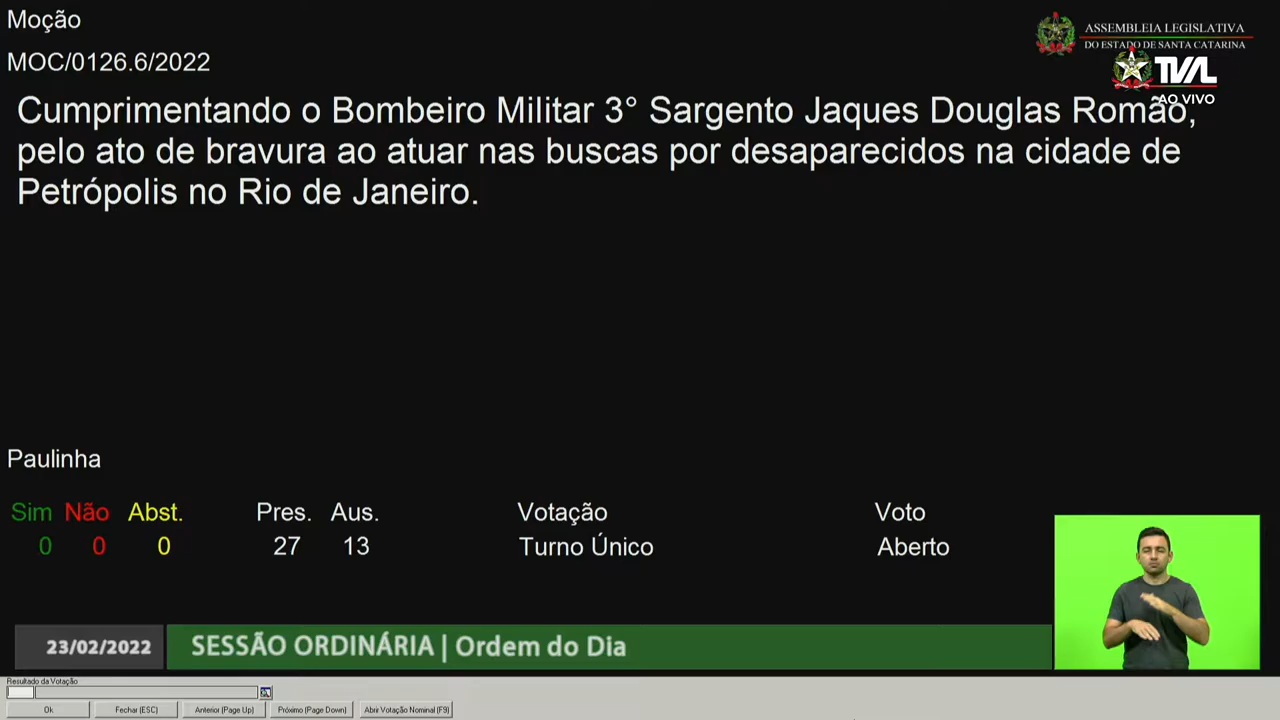 Moção
MOC/0126.6/2022
ASSEMBLEIA LEGISLATIVA
DO ESTADO DE SANTA CATARINA
TVAL
AO VIVO
Cumprimentando o Bombeiro Militar 3° Sargento Jaques Douglas Romão,
pelo ato de bravura ao atuar nas buscas por desaparecidos na cidade de
Petrópolis no Rio de Janeiro.
Paulinha
Sim Não Abst. Pres. Aus. Votação Voto
0 0 0 27 13 Turno Único Aberto
23/02/2022 SESSÃO ORDINÁRIA | Ordem do Dia
Resultado da Votação
Ok Fechar (ESC) Anterior (Page Up) Próximo (Page Down) Abrir Votação Nominal (F9)